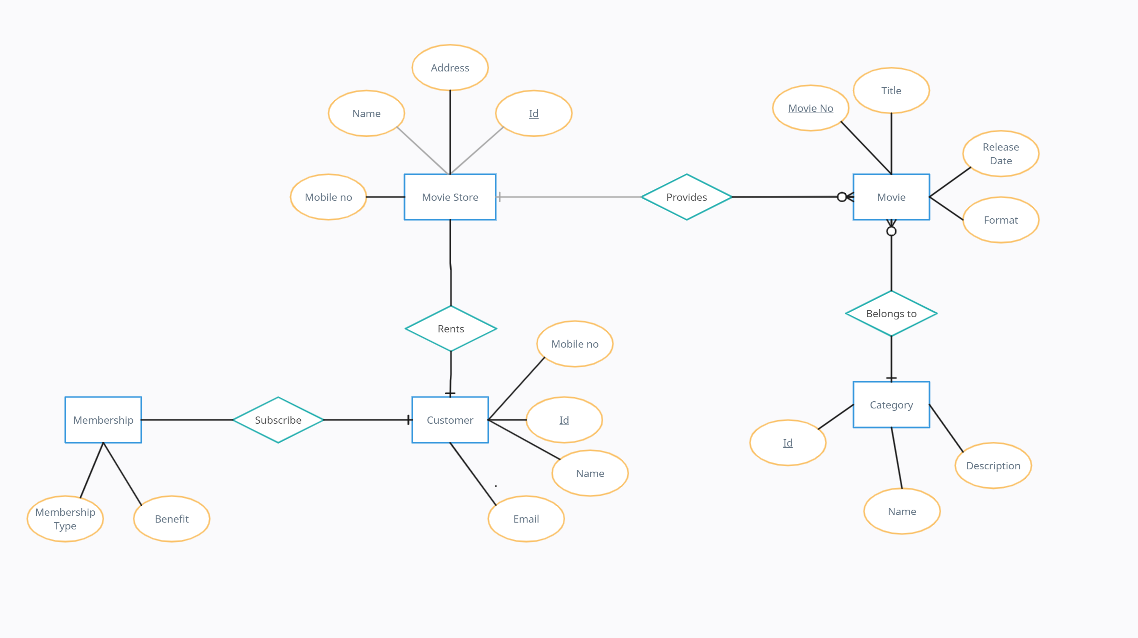 Address
Title
Name
Id
Movie No
Release
Date
Mobile no
Movie Store
Provides
Movie
Format
Belongs to
Rents
Mobile no
Category
Membership
Subscribe
Customer
Id
Id
Name
Description
Membership
Type
Benefit
Email
Name